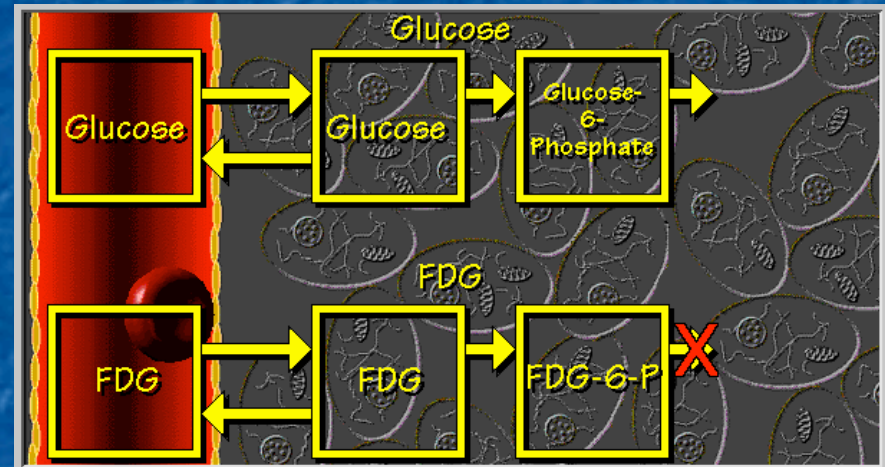 Glucose
Glucose
Glucose
Glucose-
6-
Phosphate
FDG
FDG
FDG
FDG-6-P
X